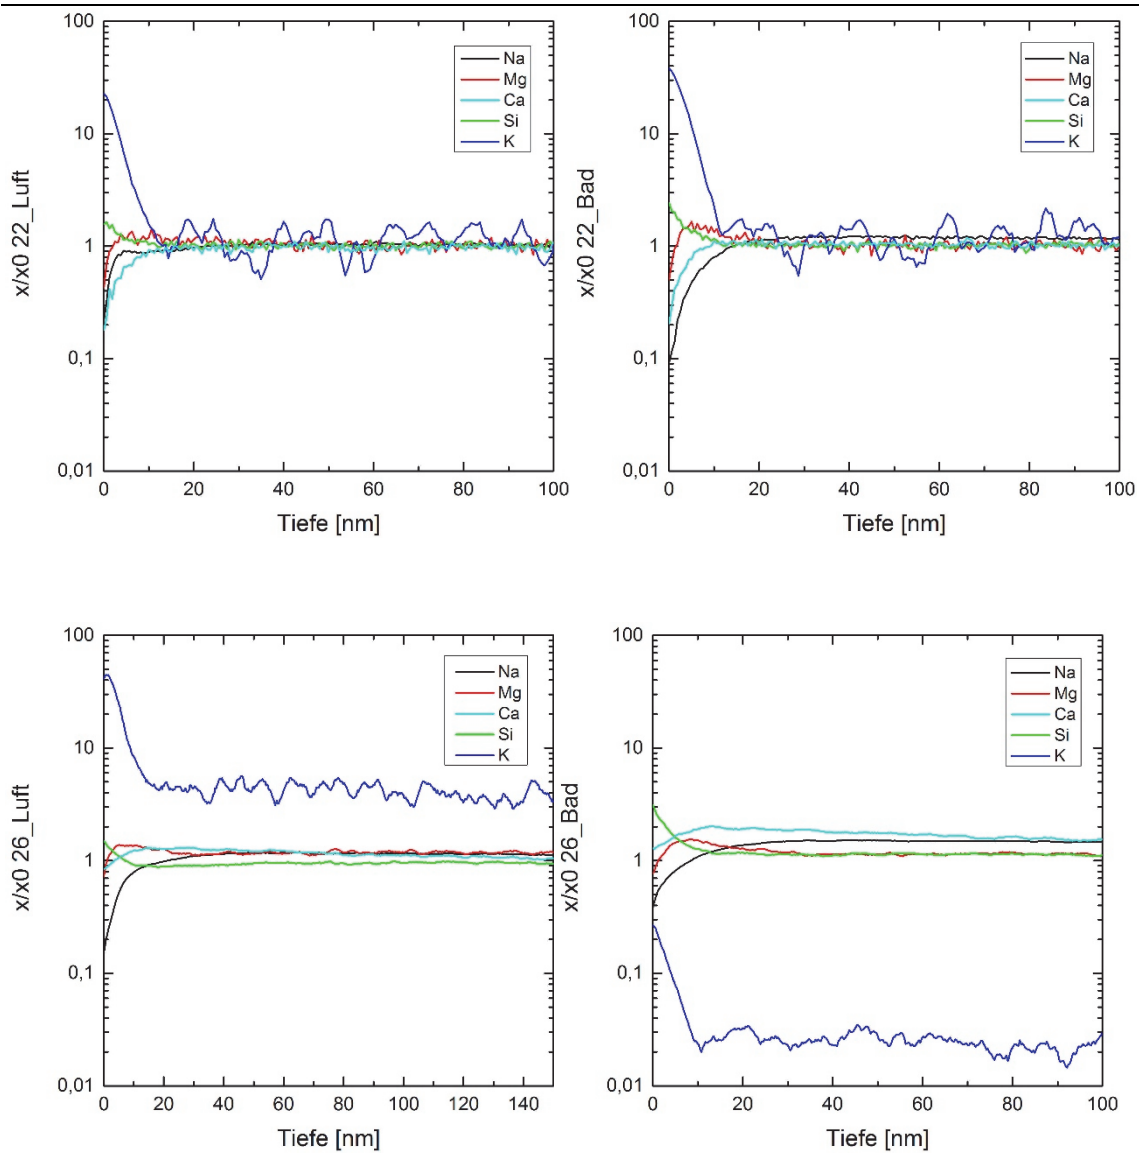 x/x0 22_Luft
100
10
1
0,1
0,01
Na
Mg
Ca
Si
K
0 20 40 60 80 100
Tiefe [nm]
x/x0 22_Bad
100
10
1
0,1
0,01
Na
Mg
Ca
Si
K
0 20 40 60 80 100
Tiefe [nm]
x/x0 26_Luft
100
10
1
0,1
0,01
Na
Mg
Ca
Si
K
0 20 40 60 80 100 120 140
Tiefe [nm]
x/x0 26_Bad
100
10
1
0,1
0,01
Na
Mg
Ca
Si
K
0 20 40 60 80 100
Tiefe [nm]